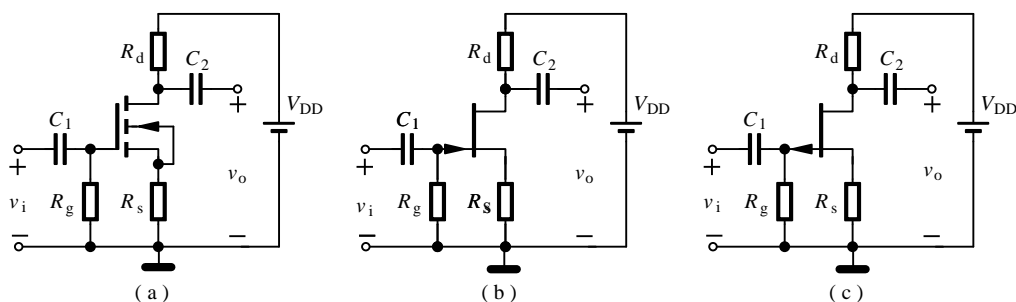 R_d
C_2
+
V_DD
C_1
+
v_i
R_g
R_s
v_o
−
−
( a )
R_d
C_2
+
V_DD
C_1
+
v_i
R_g
R_s
v_o
−
−
( b )
R_d
C_2
+
V_DD
C_1
+
v_i
R_g
R_s
v_o
−
−
( c )